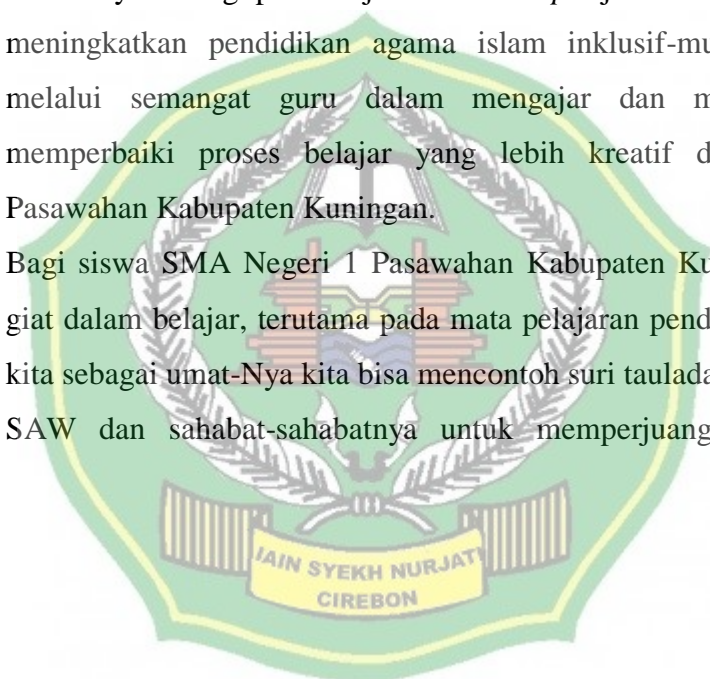 meningkatkan pendidikan agama islam inklusif-mu
melalui semangat guru dalam mengajar dan m
memperbaiki proses belajar yang lebih kreatif d
Pasawahan Kabupaten Kuningan.
Bagi siswa SMA Negeri 1 Pasawahan Kabupaten Ku
giat dalam belajar, terutama pada mata pelajaran pend
kita sebagai umat-Nya kita bisa mencontoh suri taulada
SAW dan sahabat-sahabatnya untuk memperjuang
IAIN SYEKH NURJATI
CIREBON